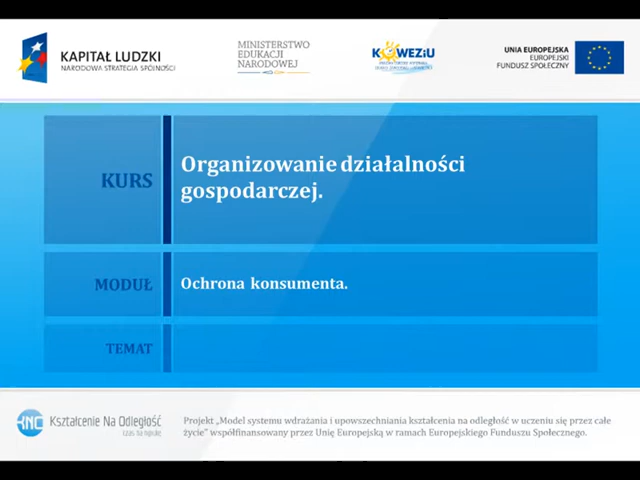 KAPITAŁ LUDZKI
NARODOWA STRATEGIA SPÓJNOŚCI
MINISTERSTWO
EDUKACJI
NARODOWEJ
KOWEZiU
UNIA EUROPEJSKA
EUROPEJSKI
FUNDUSZ SPOŁECZNY
KURS
Organizowanie działalności
gospodarczej.
MODUŁ
Ochrona konsumenta.
TEMAT
KNO
Kształcenie Na Odległość
czas na naukę
Projekt „Model systemu wdrażania i upowszechniania kształcenia na odległość w uczeniu się przez całe
życie” współfinansowany przez Unię Europejską w ramach Europejskiego Funduszu Społecznego.